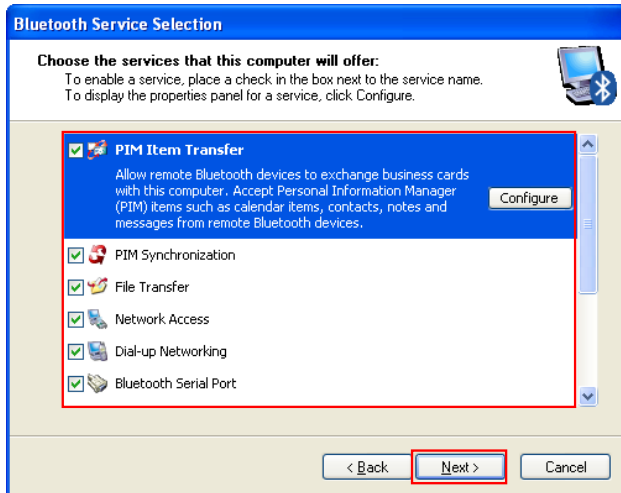 Bluetooth Service Selection
Choose the services that this computer will offer:
To enable a service, place a check in the box next to the service name.
To display the properties panel for a service, click Configure.
PIM Item Transfer
Allow remote Bluetooth devices to exchange business cards
with this computer. Accept Personal Information Manager
(PIM) items such as calendar items, contacts, notes and
messages from remote Bluetooth devices.
Configure
PIM Synchronization
File Transfer
Network Access
Dial-up Networking
Bluetooth Serial Port
< Back
Next >
Cancel